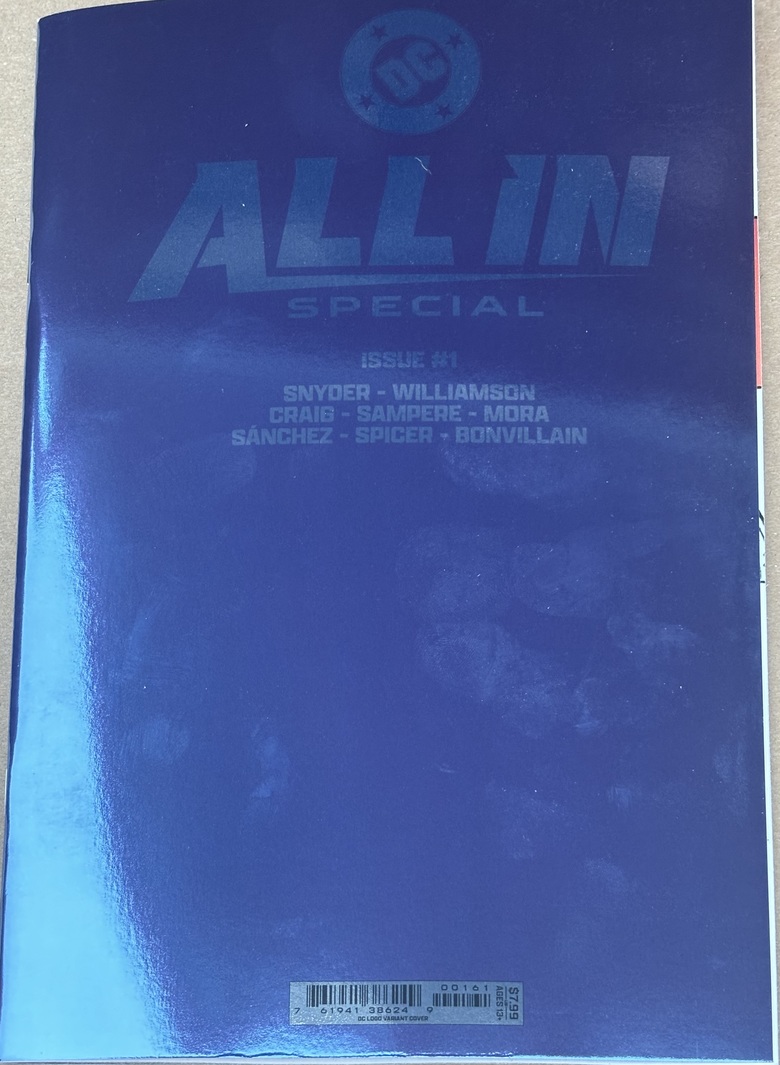 DC
ALL IN
SPECIAL
ISSUE #1
SNYDER - WILLIAMSON
CRAIG - SAMPERE - MORA
SÁNCHEZ - SPICER - BONVILLAIN
00161
7 61941 38624 9
DC LOGO VARIANT COVER
$7.99
AGES 13+